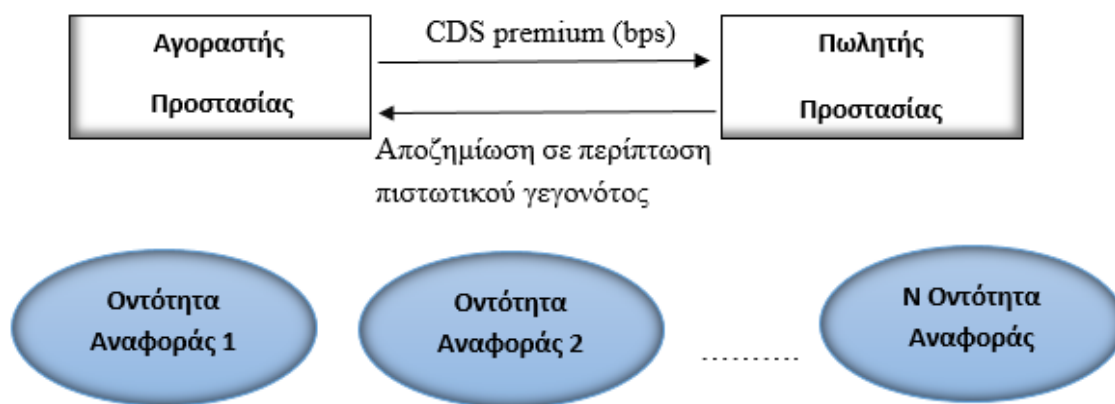 Αγοραστής
Προστασίας
CDS premium (bps)
Πωλητής
Προστασίας
Αποζημίωση σε περίπτωση
πιστωτικού γεγονότος
Οντότητα
Αναφοράς 1
Οντότητα
Αναφοράς 2
...........
Ν Οντότητα
Αναφοράς